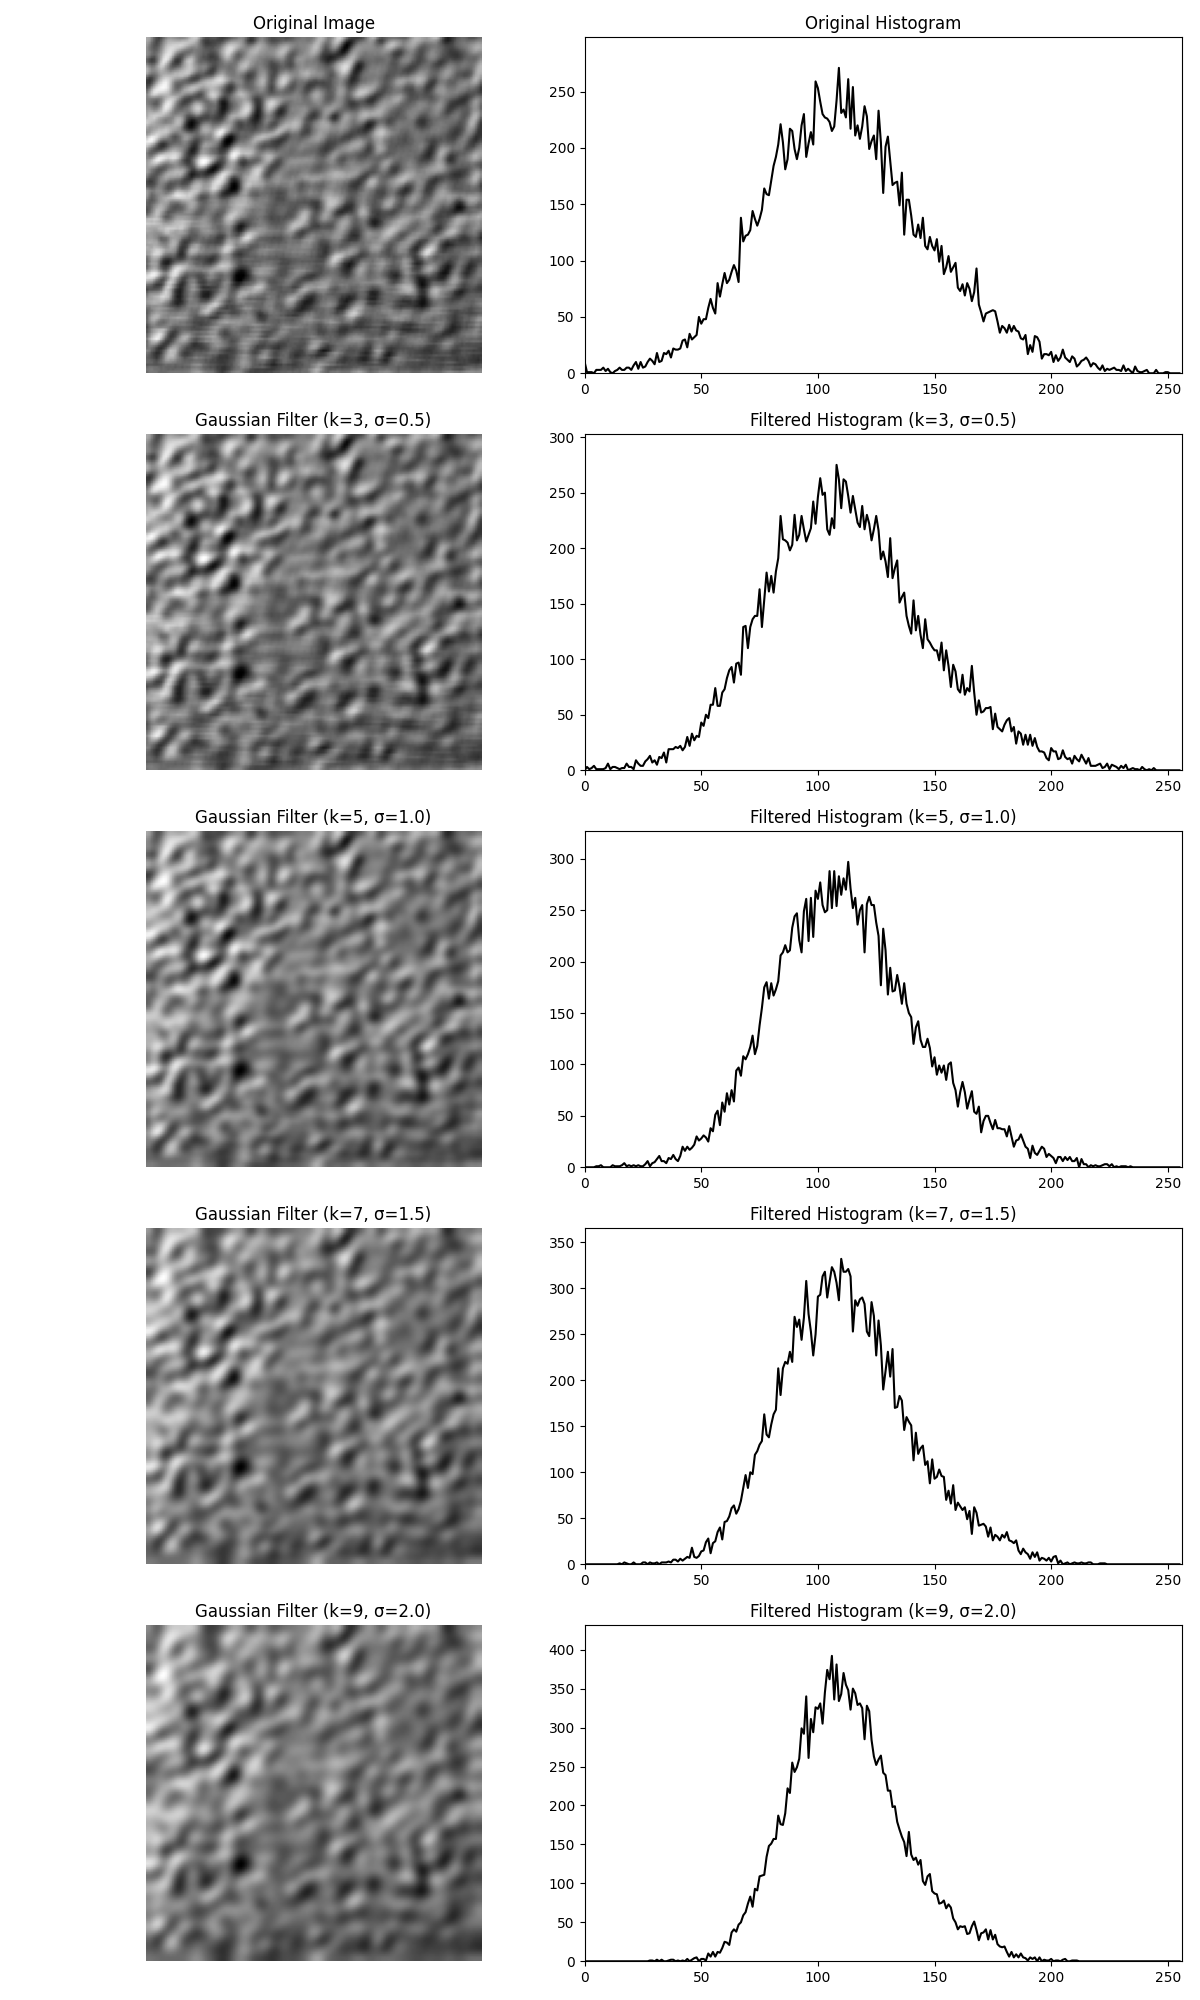 Original Image
Original Histogram
250
200
150
100
50
0
0 50 100 150 200 250
Gaussian Filter (k=3, σ=0.5)
Filtered Histogram (k=3, σ=0.5)
300
250
200
150
100
50
0
0 50 100 150 200 250
Gaussian Filter (k=5, σ=1.0)
Filtered Histogram (k=5, σ=1.0)
300
250
200
150
100
50
0
0 50 100 150 200 250
Gaussian Filter (k=7, σ=1.5)
Filtered Histogram (k=7, σ=1.5)
350
300
250
200
150
100
50
0
0 50 100 150 200 250
Gaussian Filter (k=9, σ=2.0)
Filtered Histogram (k=9, σ=2.0)
400
350
300
250
200
150
100
50
0
0 50 100 150 200 250